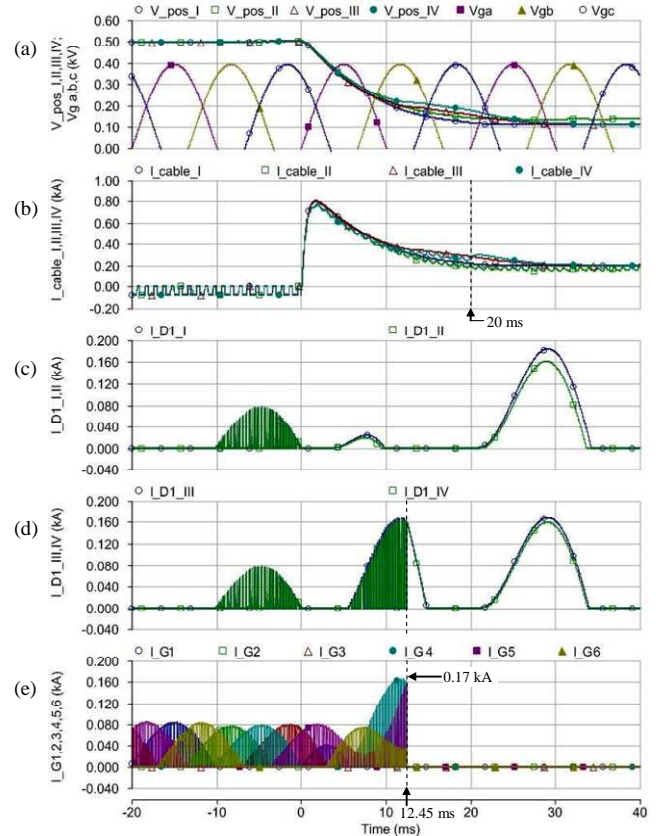 V_pos_I V_pos_II V_pos_III V_pos_IV Vga Vgb Vgc
(a)
V_pos_I,II,III,IV;
Vg a,b,c (kV)
0.60
0.50
0.40
0.30
0.20
0.10
0.00
I_cable_I I_cable_II I_cable_III I_cable_IV
(b)
I_cable_I,II,III,IV (kA)
1.00
0.80
0.60
0.40
0.20
0.00
-0.20
20 ms
I_D1_I I_D1_II
(c)
I_D1_I,II (kA)
0.200
0.160
0.120
0.080
0.040
0.000
-0.040
I_D1_III I_D1_IV
(d)
I_D1_III,IV (kA)
0.200
0.160
0.120
0.080
0.040
0.000
-0.040
I_G1 I_G2 I_G3 I_G4 I_G5 I_G6
(e)
I_G1,2,3,4,5,6 (kA)
0.200
0.160
0.120
0.080
0.040
0.000
-0.040
0.17 kA
12.45 ms
-20 -10 0 10 20 30 40
Time (ms)